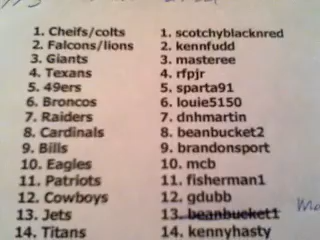 1. Cheifs/colts 1. scotchyblacknred
2. Falcons/lions 2. kennfudd
3. Giants 3. masteree
4. Texans 4. rfpjr
5. 49ers 5. sparta91
6. Broncos 6. louie5150
7. Raiders 7. dnhmartin
8. Cardinals 8. beanbucket2
9. Bills 9. brandonsport
10. Eagles 10. mcb
11. Patriots 11. fisherman1
12. Cowboys 12. gdubb
13. Jets 13. beanbuckett
14. Titans 14. kennyhasty